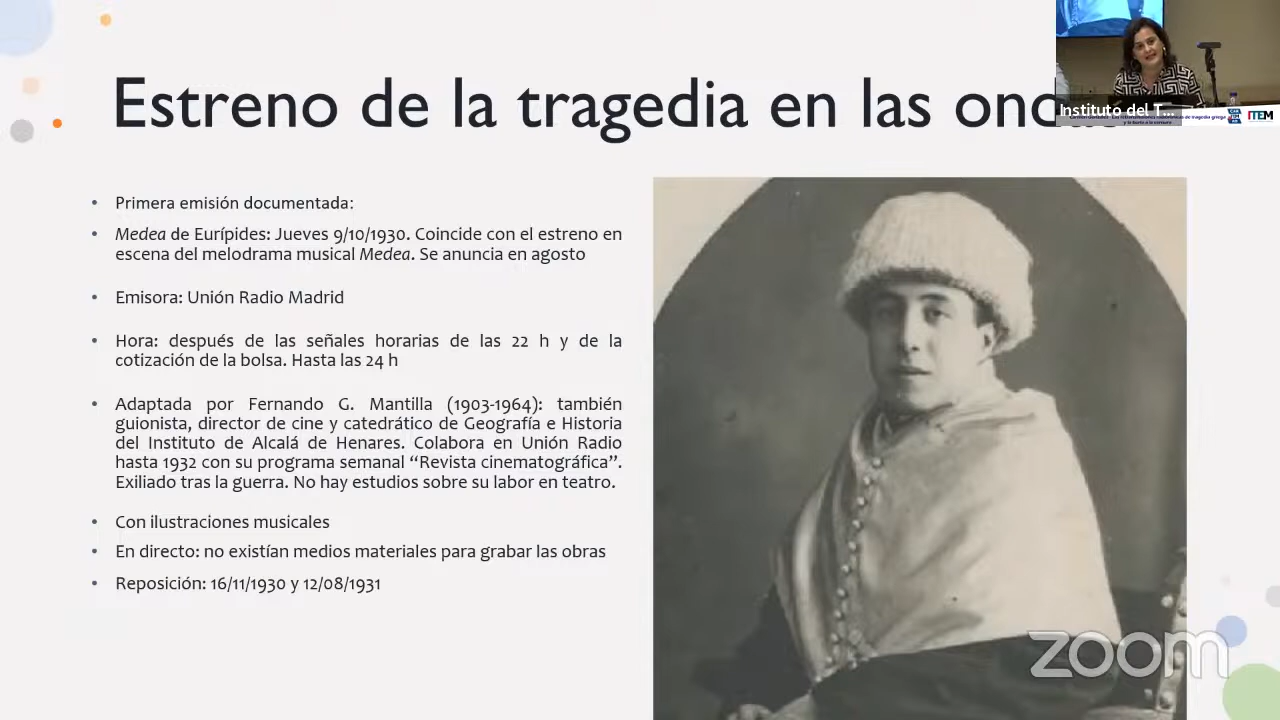 Estreno de la tragedia en las ondas
Instituto del T...
ITEM
• Primera emisión documentada:
• Medea de Eurípides: Jueves 9/10/1930. Coincide con el estreno en
escena del melodrama musical Medea. Se anuncia en agosto
• Emisora: Unión Radio Madrid
• Hora: después de las señales horarias de las 22 h y de la
cotización de la bolsa. Hasta las 24 h
• Adaptada por Fernando G. Mantilla (1903-1964): también
guionista, director de cine y catedrático de Geografía e Historia
del Instituto de Alcalá de Henares. Colabora en Unión Radio
hasta 1932 con su programa semanal “Revista cinematográfica”.
Exiliado tras la guerra. No hay estudios sobre su labor en teatro.
• Con ilustraciones musicales
• En directo: no existían medios materiales para grabar las obras
• Reposición: 16/11/1930 y 12/08/1931
zoom